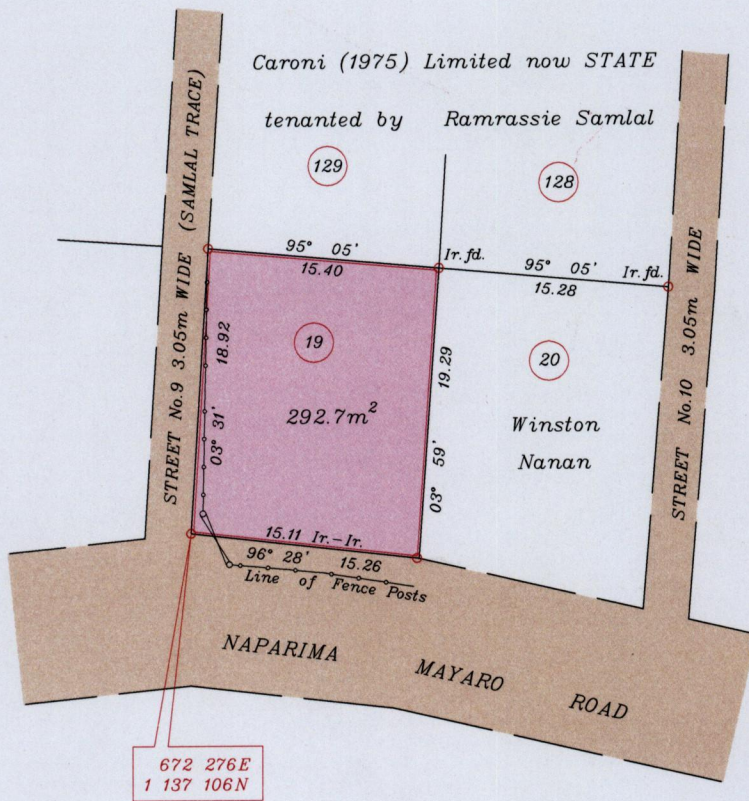 Caroni (1975) Limited now STATE
tenanted by Ramrassie Samlal
129
128
STREET No.9 3.05m WIDE (SAMLAL TRACE)
95° 05'
15.40
Ir.fd.
95° 05'
15.28
Ir.fd.
STREET No.10 3.05m WIDE
18.92
03° 31'
19
292.7m²
19.29
03° 59'
20
Winston
Nanan
15.11 Ir.-Ir.
96° 28' 15.26
Line of Fence Posts
NAPARIMA MAYARO ROAD
672 276E
1 137 106N